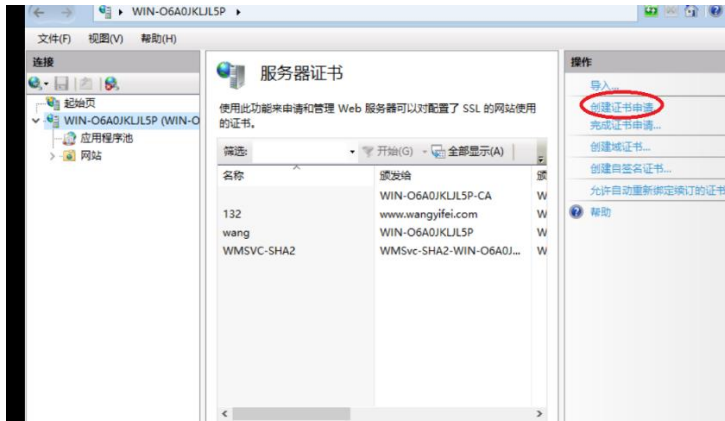 WIN-O6A0JKLJL5P
文件(F) 视图(V) 帮助(H)
连接
起始页
WIN-O6A0JKLJL5P (WIN-O
应用程序池
网站
服务器证书
使用此功能来申请和管理 Web 服务器可以对配置了 SSL 的网站使用
的证书。
筛选: 开始(G) 全部显示(A)
名称 颁发给 颁
WIN-O6A0JKLJL5P-CA W
132 www.wangyifei.com W
wang WIN-O6A0JKLJL5P W
WMSVC-SHA2 WMSvc-SHA2-WIN-O6A0J... W
操作
导入...
创建证书申请
完成证书申请...
创建域证书...
创建自签名证书...
允许自动重新绑定续订的证书
帮助